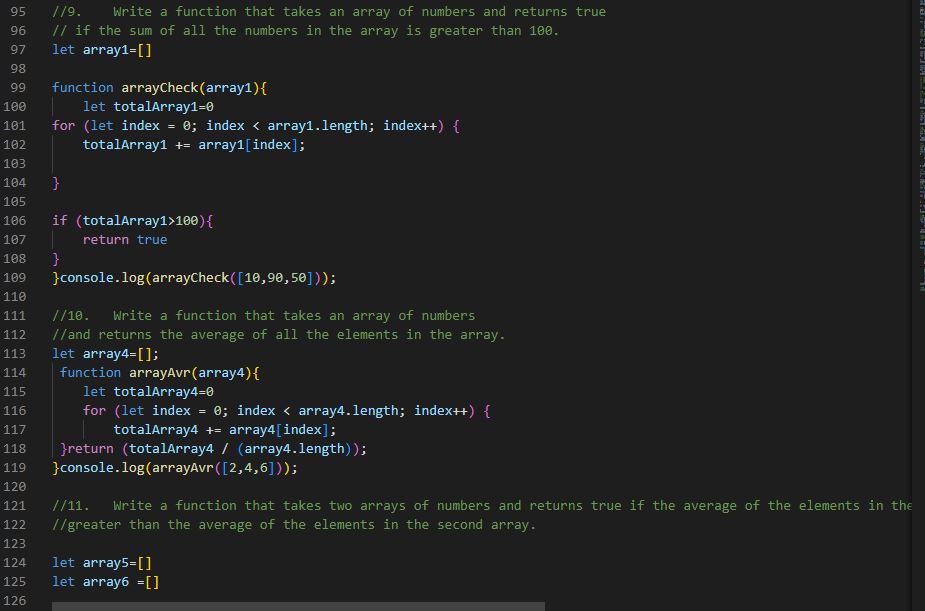 95 //9.   Write a function that takes an array of numbers and returns true
96 // if the sum of all the numbers in the array is greater than 100.
97 let array1=[]
98
99 function arrayCheck(array1){
100     let totalArray1=0
101 for (let index = 0; index < array1.length; index++) {
102     totalArray1 += array1[index];
103
104 }
105
106 if (totalArray1>100){
107     return true
108 }
109 }console.log(arrayCheck([10,90,50]));
110
111 //10.   Write a function that takes an array of numbers
112 //and returns the average of all the elements in the array.
113 let array4=[];
114  function arrayAvr(array4){
115     let totalArray4=0
116     for (let index = 0; index < array4.length; index++) {
117         totalArray4 += array4[index];
118  }return (totalArray4 / (array4.length));
119 }console.log(arrayAvr([2,4,6]));
120
121 //11.   Write a function that takes two arrays of numbers and returns true if the average of the elements in the
122 //greater than the average of the elements in the second array.
123
124 let array5=[]
125 let array6 =[]
126